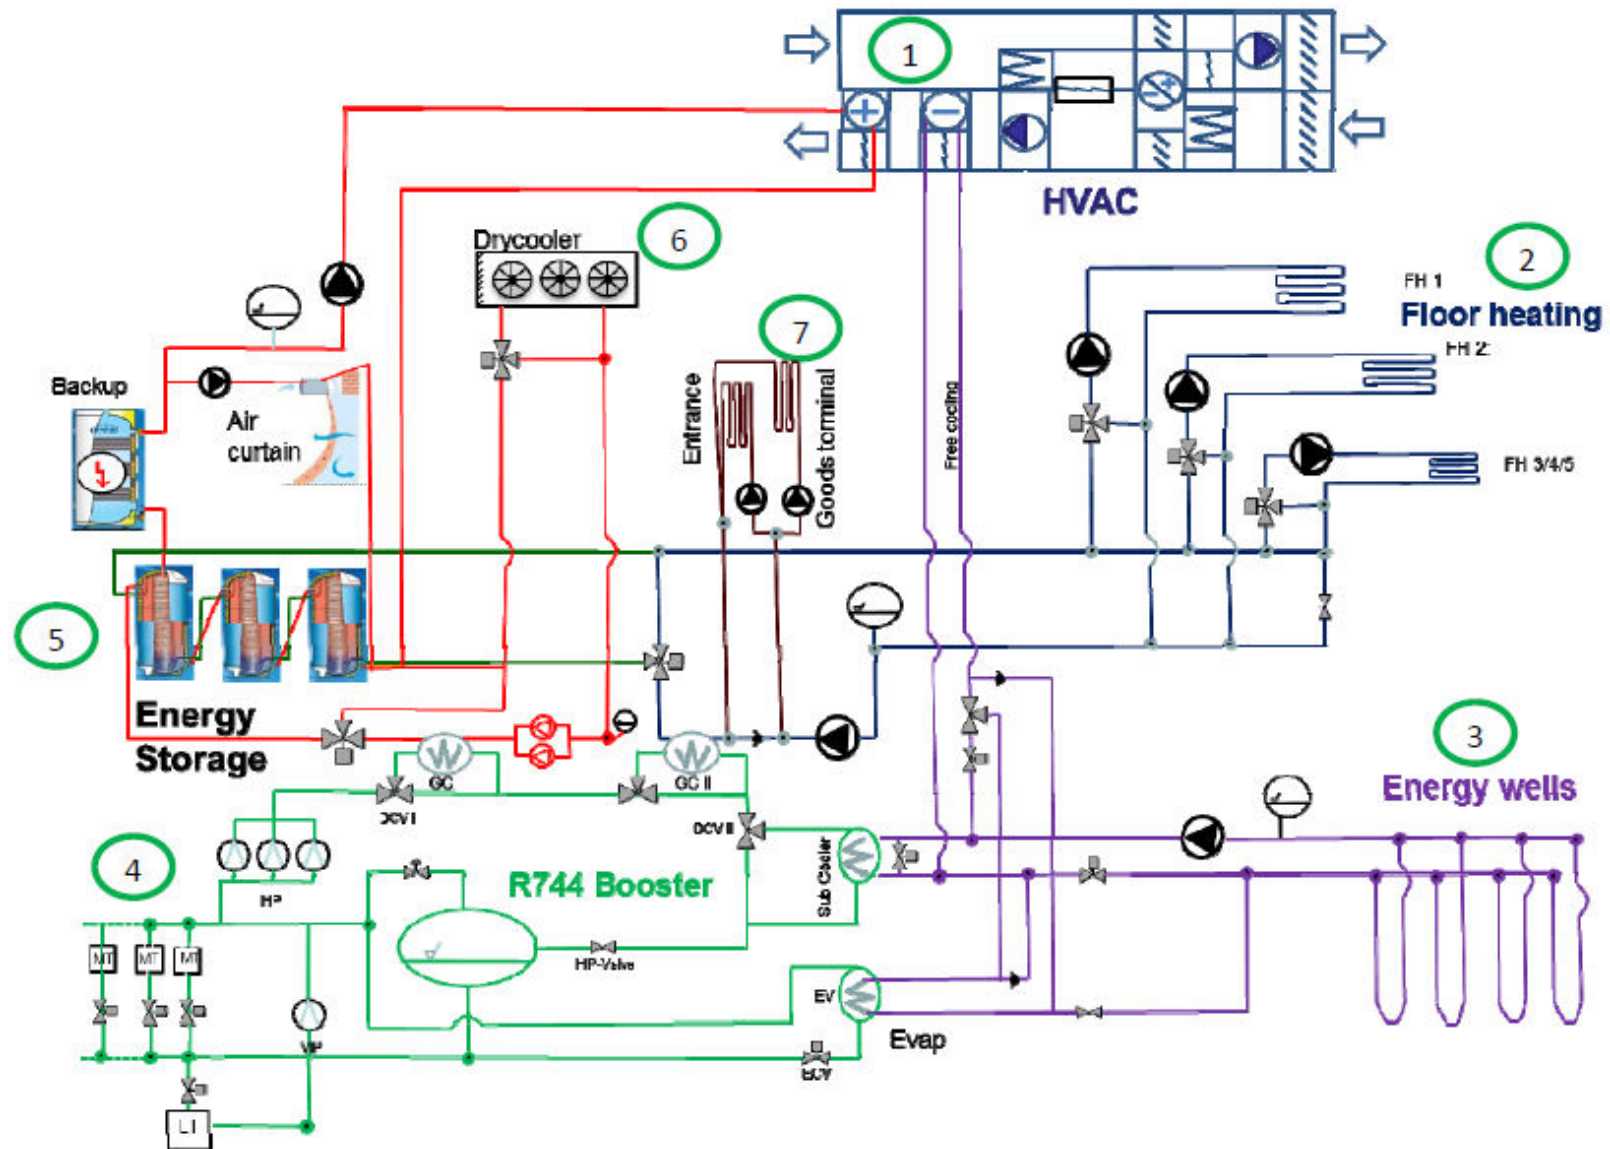 1
HVAC
Drycooler
6
2
FH 1
Floor heating
FH 2:
7
Backup
Air
curtain
Entrance
Goods terminal
Free cooling
FH 3/4/5
5
Energy
Storage
GC
GC II
DCV I
DCV II
3
Energy wells
4
HP
R744 Booster
Sub Cooler
MT
MT
MT
HP-Valve
EV
Evap
ECV
LT